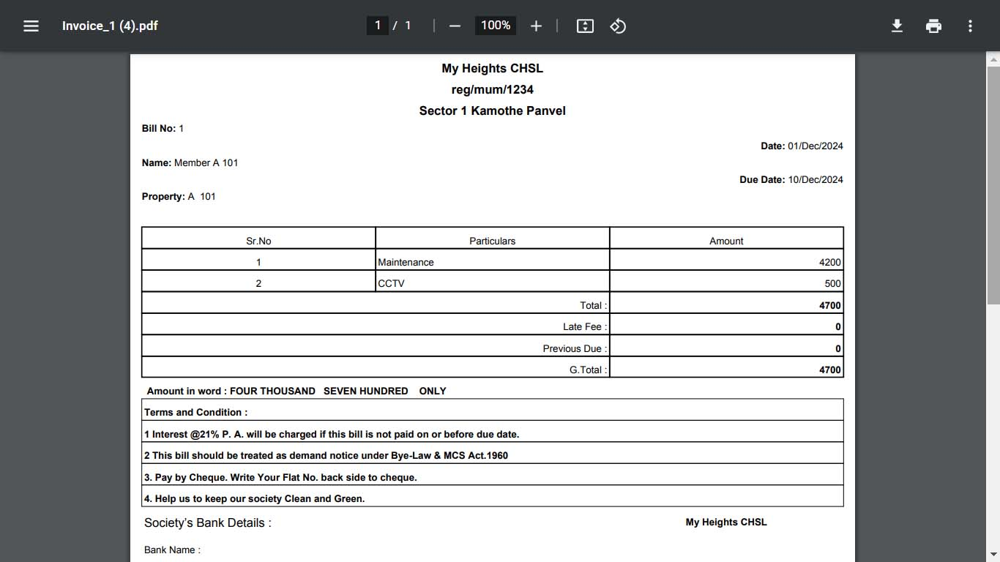 Invoice_1 (4).pdf
1 / 1
100%
My Heights CHSL
reg/mum/1234
Sector 1 Kamothe Panvel
Bill No: 1
Date: 01/Dec/2024
Name: Member A 101
Due Date: 10/Dec/2024
Property: A  101
Sr.No Particulars Amount
1 Maintenance 4200
2 CCTV 500
Total : 4700
Late Fee : 0
Previous Due : 0
G.Total : 4700
Amount in word : FOUR THOUSAND   SEVEN HUNDRED    ONLY
Terms and Condition :
1 Interest @21% P. A. will be charged if this bill is not paid on or before due date.
2 This bill should be treated as demand notice under Bye-Law & MCS Act.1960
3. Pay by Cheque. Write Your Flat No. back side to cheque.
4. Help us to keep our society Clean and Green.
Society’s Bank Details : My Heights CHSL
Bank Name :